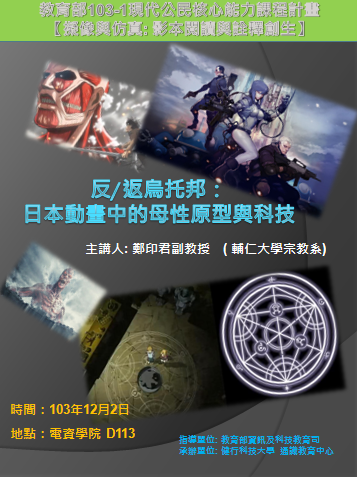 教育部103-1現代公民核心能力課程計畫
【擬像與仿真: 影本閱讀與詮釋創生】
反/返烏托邦：
日本動畫中的母性原型與科技
主講人: 鄭印君副教授 (輔仁大學宗教系)
時間：103年12月2日
地點：電資學院 D113
指導單位: 教育部資訊及科技教育司
承辦單位: 健行科技大學 通識教育中心